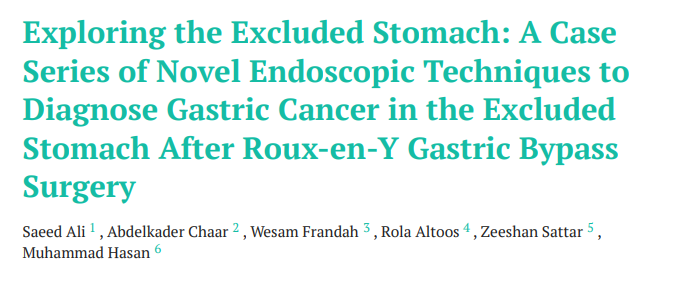 Exploring the Excluded Stomach: A Case
Series of Novel Endoscopic Techniques to
Diagnose Gastric Cancer in the Excluded
Stomach After Roux-en-Y Gastric Bypass
Surgery
Saeed Ali 1 , Abdelkader Chaar 2 , Wesam Frandah 3 , Rola Altoos 4 , Zeeshan Sattar 5 ,
Muhammad Hasan 6